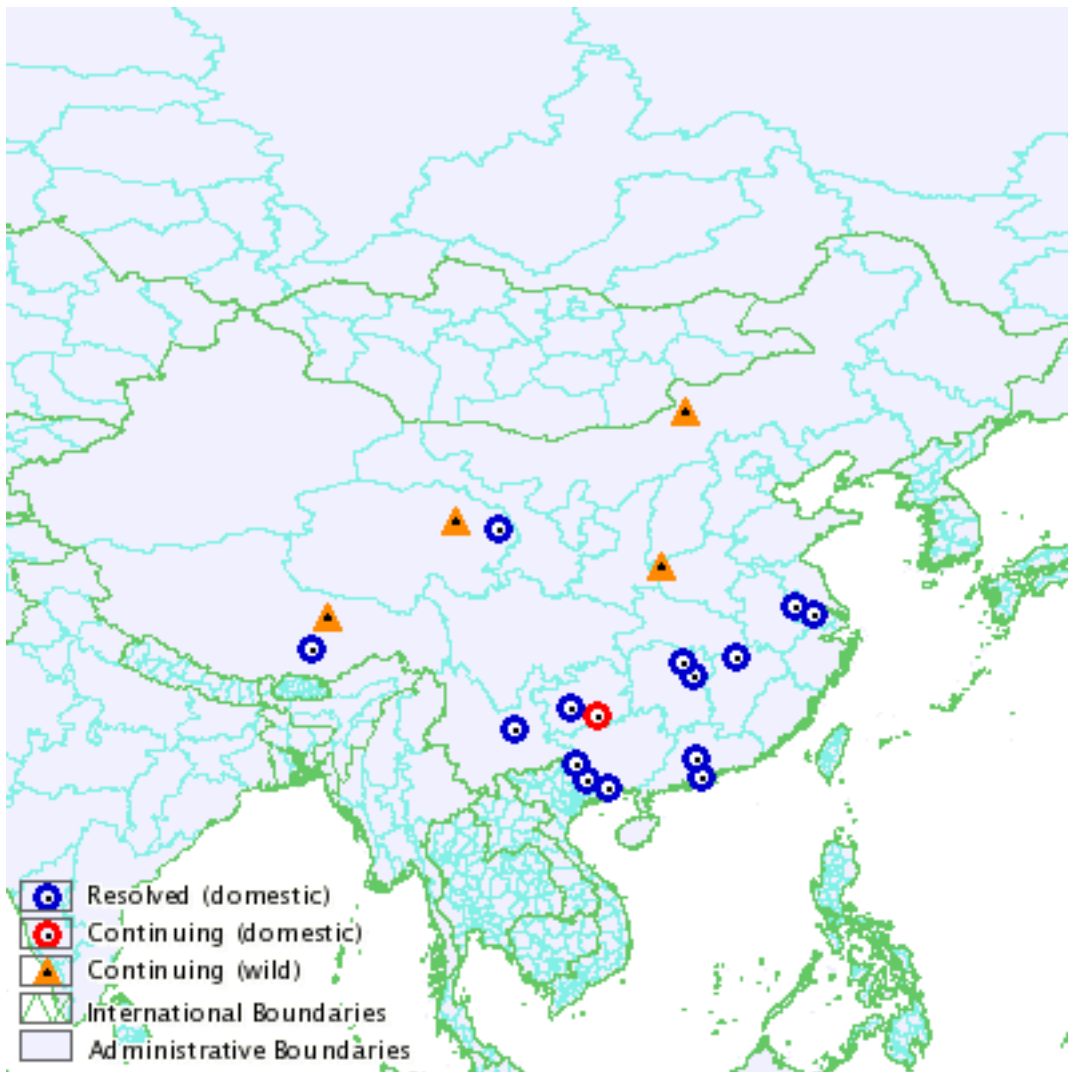 Resolved (domestic)
Continuing (domestic)
Continuing (wild)
International Boundaries
Administrative Boundaries